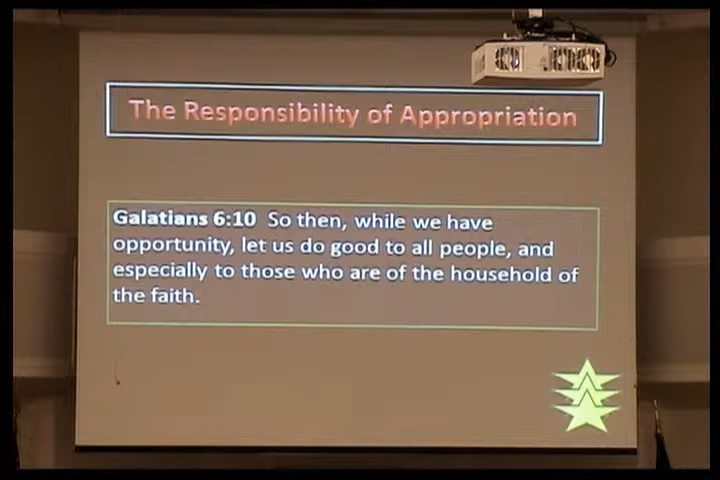 The Responsibility of Appropriation
Galatians 6:10 So then, while we have
opportunity, let us do good to all people, and
especially to those who are of the household of
the faith.